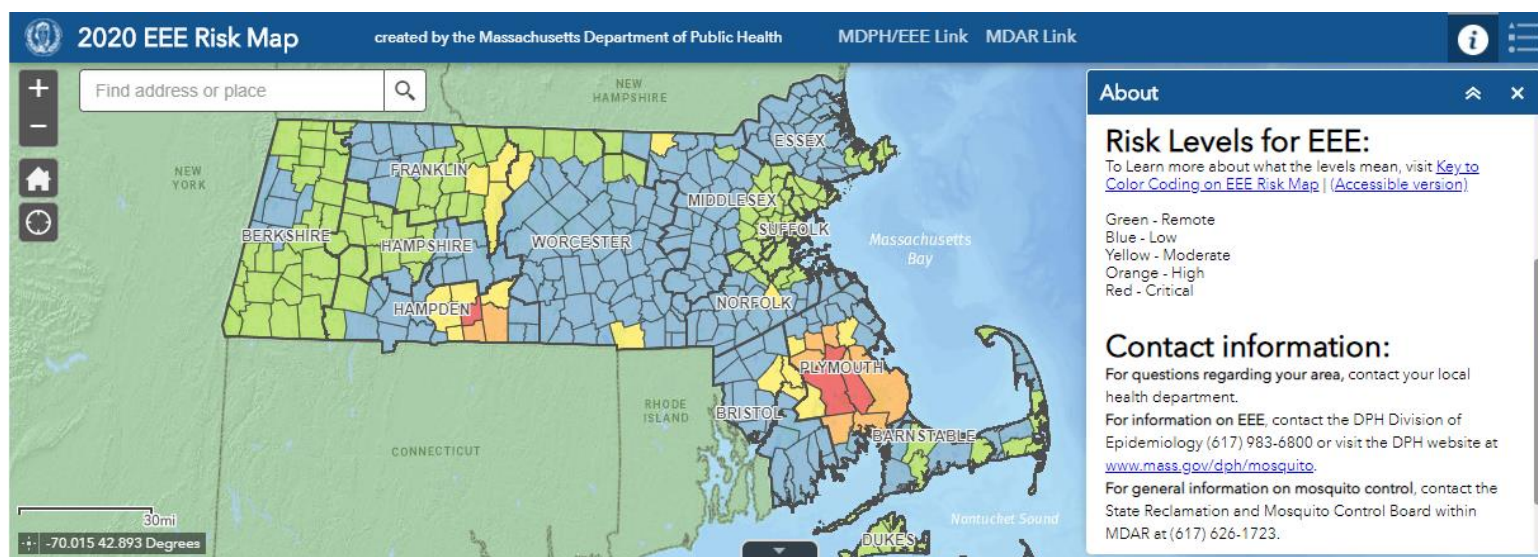 2020 EEE Risk Map
created by the Massachusetts Department of Public Health
MDPH/EEE Link
MDAR Link
i
+
−
Find address or place
NEW
HAMPSHIRE
NEW
YORK
ESSEX
FRANKLIN
MIDDLESEX
SUFFOLK
BERKSHIRE
HAMPSHIRE
WORCESTER
Massachusetts
Bay
HAMPDEN
NORFOLK
PLYMOUTH
RHODE
ISLAND
BRISTOL
BARNSTABLE
CONNECTICUT
Nantucket Sound
DUKES
30mi
-70.015 42.893 Degrees
About
Risk Levels for EEE:
To Learn more about what the levels mean, visit Key to
Color Coding on EEE Risk Map | (Accessible version)
Green - Remote
Blue - Low
Yellow - Moderate
Orange - High
Red - Critical
Contact information:
For questions regarding your area, contact your local
health department.
For information on EEE, contact the DPH Division of
Epidemiology (617) 983-6800 or visit the DPH website at
www.mass.gov/dph/mosquito.
For general information on mosquito control, contact the
State Reclamation and Mosquito Control Board within
MDAR at (617) 626-1723.